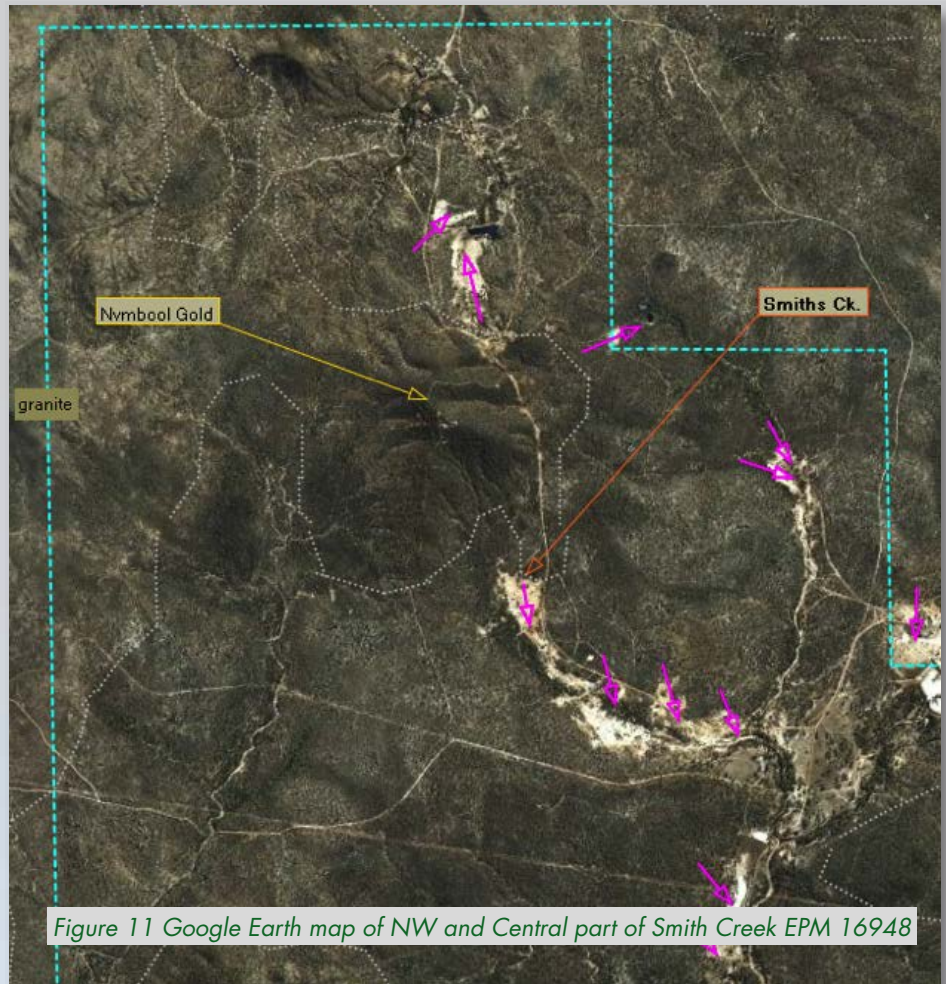 Smiths Ck.
Nymbool Gold
granite
Figure 11 Google Earth map of NW and Central part of Smith Creek EPM 16948